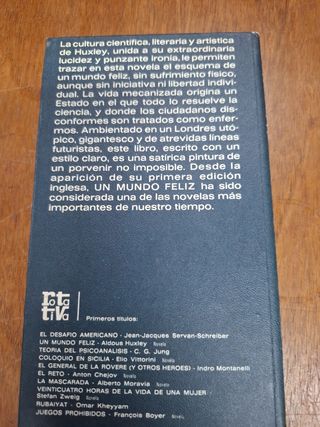 La cultura científica, literaria y artística
de Huxley, unida a su extraordinaria
lucidez y punzante ironía, le permiten
trazar en esta novela el esquema de
un mundo feliz, sin sufrimiento físico,
aunque sin iniciativa ni libertad indivi-
dual. La vida mecanizada origina un
Estado en el que todo lo resuelve la
ciencia, y donde los ciudadanos dis-
conformes son tratados como enfer-
mos. Ambientado en un Londres utó-
pico, gigantesco y de atrevidas líneas
futuristas, este libro, escrito con un
estilo claro, es una satírica pintura de
un porvenir no imposible. Desde la
aparición de su primera edición
inglesa, UN MUNDO FELIZ ha sido
considerada una de las novelas más
importantes de nuestro tiempo.
rotativa
Primeros títulos:
EL DESAFIO AMERICANO - Jean-Jacques Servan-Schreiber
UN MUNDO FELIZ - Aldous Huxley Novela
TEORIA DEL PSICOANALISIS - C. G. Jung
COLOQUIO EN SICILIA - Elio Vittorini Novela
EL GENERAL DE LA ROVERE (Y OTROS HEROES) - Indro Montanelli
EL RETO - Anton Chejov Novela
LA MASCARADA - Alberto Moravia Novela
VEINTICUATRO HORAS DE LA VIDA DE UNA MUJER
Stefan Zweig Novela
RUBAIYAT - Omar Kheyyam
JUEGOS PROHIBIDOS - François Boyer Novela